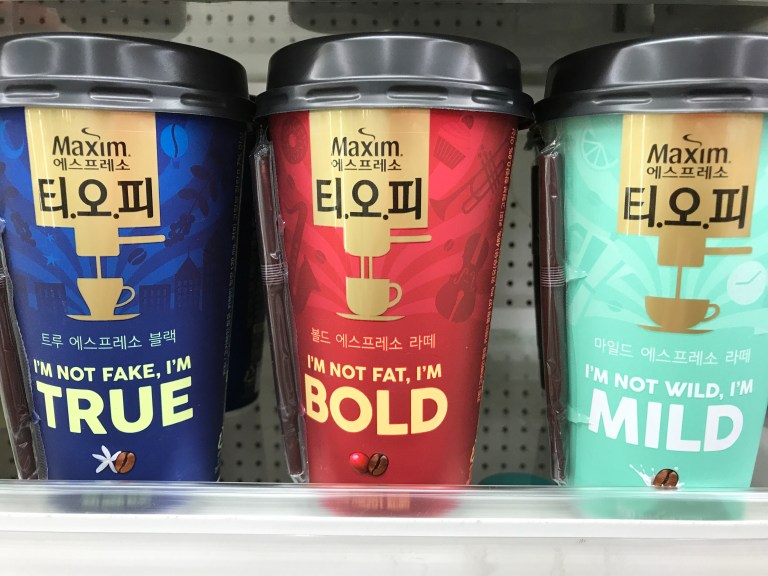 Maxim.
에스프레소
티.오.피
트루 에스프레소 블랙
I'M NOT FAKE, I'M
TRUE
Maxim.
에스프레소
티.오.피
볼드 에스프레소 라떼
I'M NOT FAT, I'M
BOLD
Maxim.
에스프레소
티.오.피
마일드 에스프레소 라떼
I'M NOT WILD, I'M
MILD